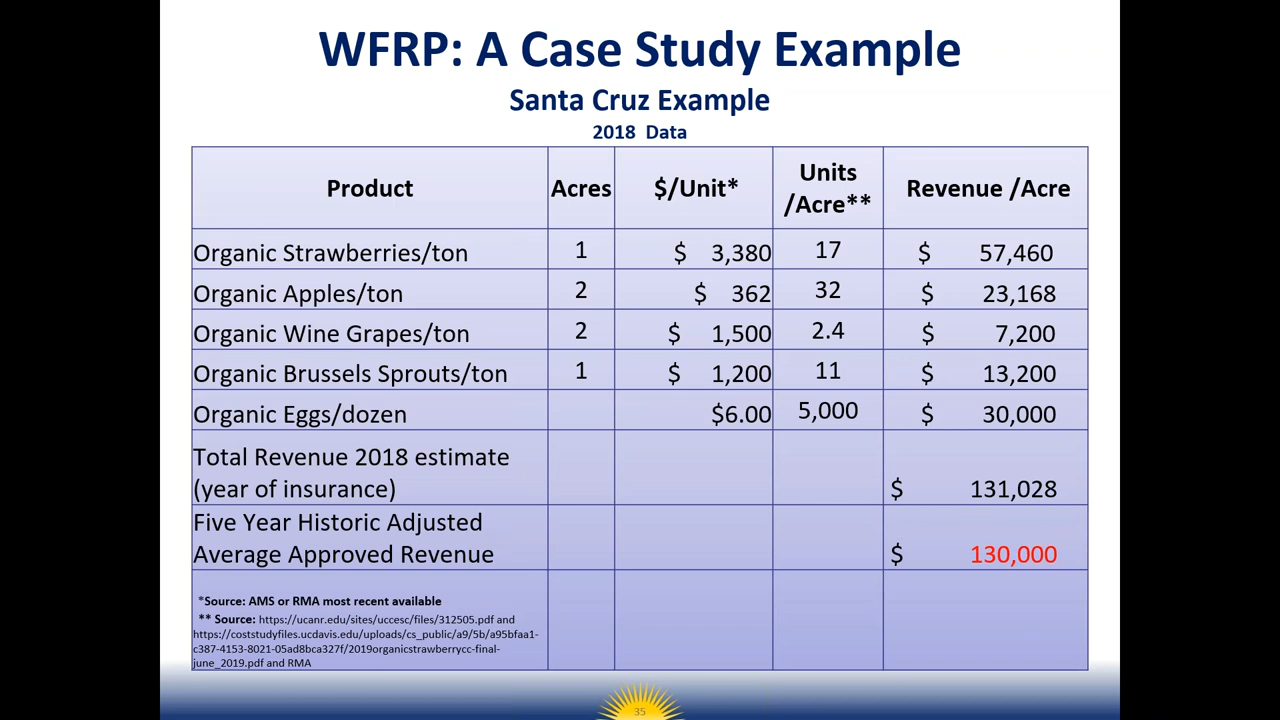 WFRP: A Case Study Example
Santa Cruz Example
2018 Data
Product Acres $/Unit* Units /Acre** Revenue /Acre
Organic Strawberries/ton 1 $ 3,380 17 $ 57,460
Organic Apples/ton 2 $ 362 32 $ 23,168
Organic Wine Grapes/ton 2 $ 1,500 2.4 $ 7,200
Organic Brussels Sprouts/ton 1 $ 1,200 11 $ 13,200
Organic Eggs/dozen $6.00 5,000 $ 30,000
Total Revenue 2018 estimate
(year of insurance) $ 131,028
Five Year Historic Adjusted
Average Approved Revenue $ 130,000
*Source: AMS or RMA most recent available
** Source: https://ucanr.edu/sites/uccesc/files/312505.pdf and
https://coststudyfiles.ucdavis.edu/uploads/cs_public/a9/5b/a95bfaa1-
c387-4153-8021-05ad8bca327f/2019organicstrawberrycc-final-
june_2019.pdf and RMA
35